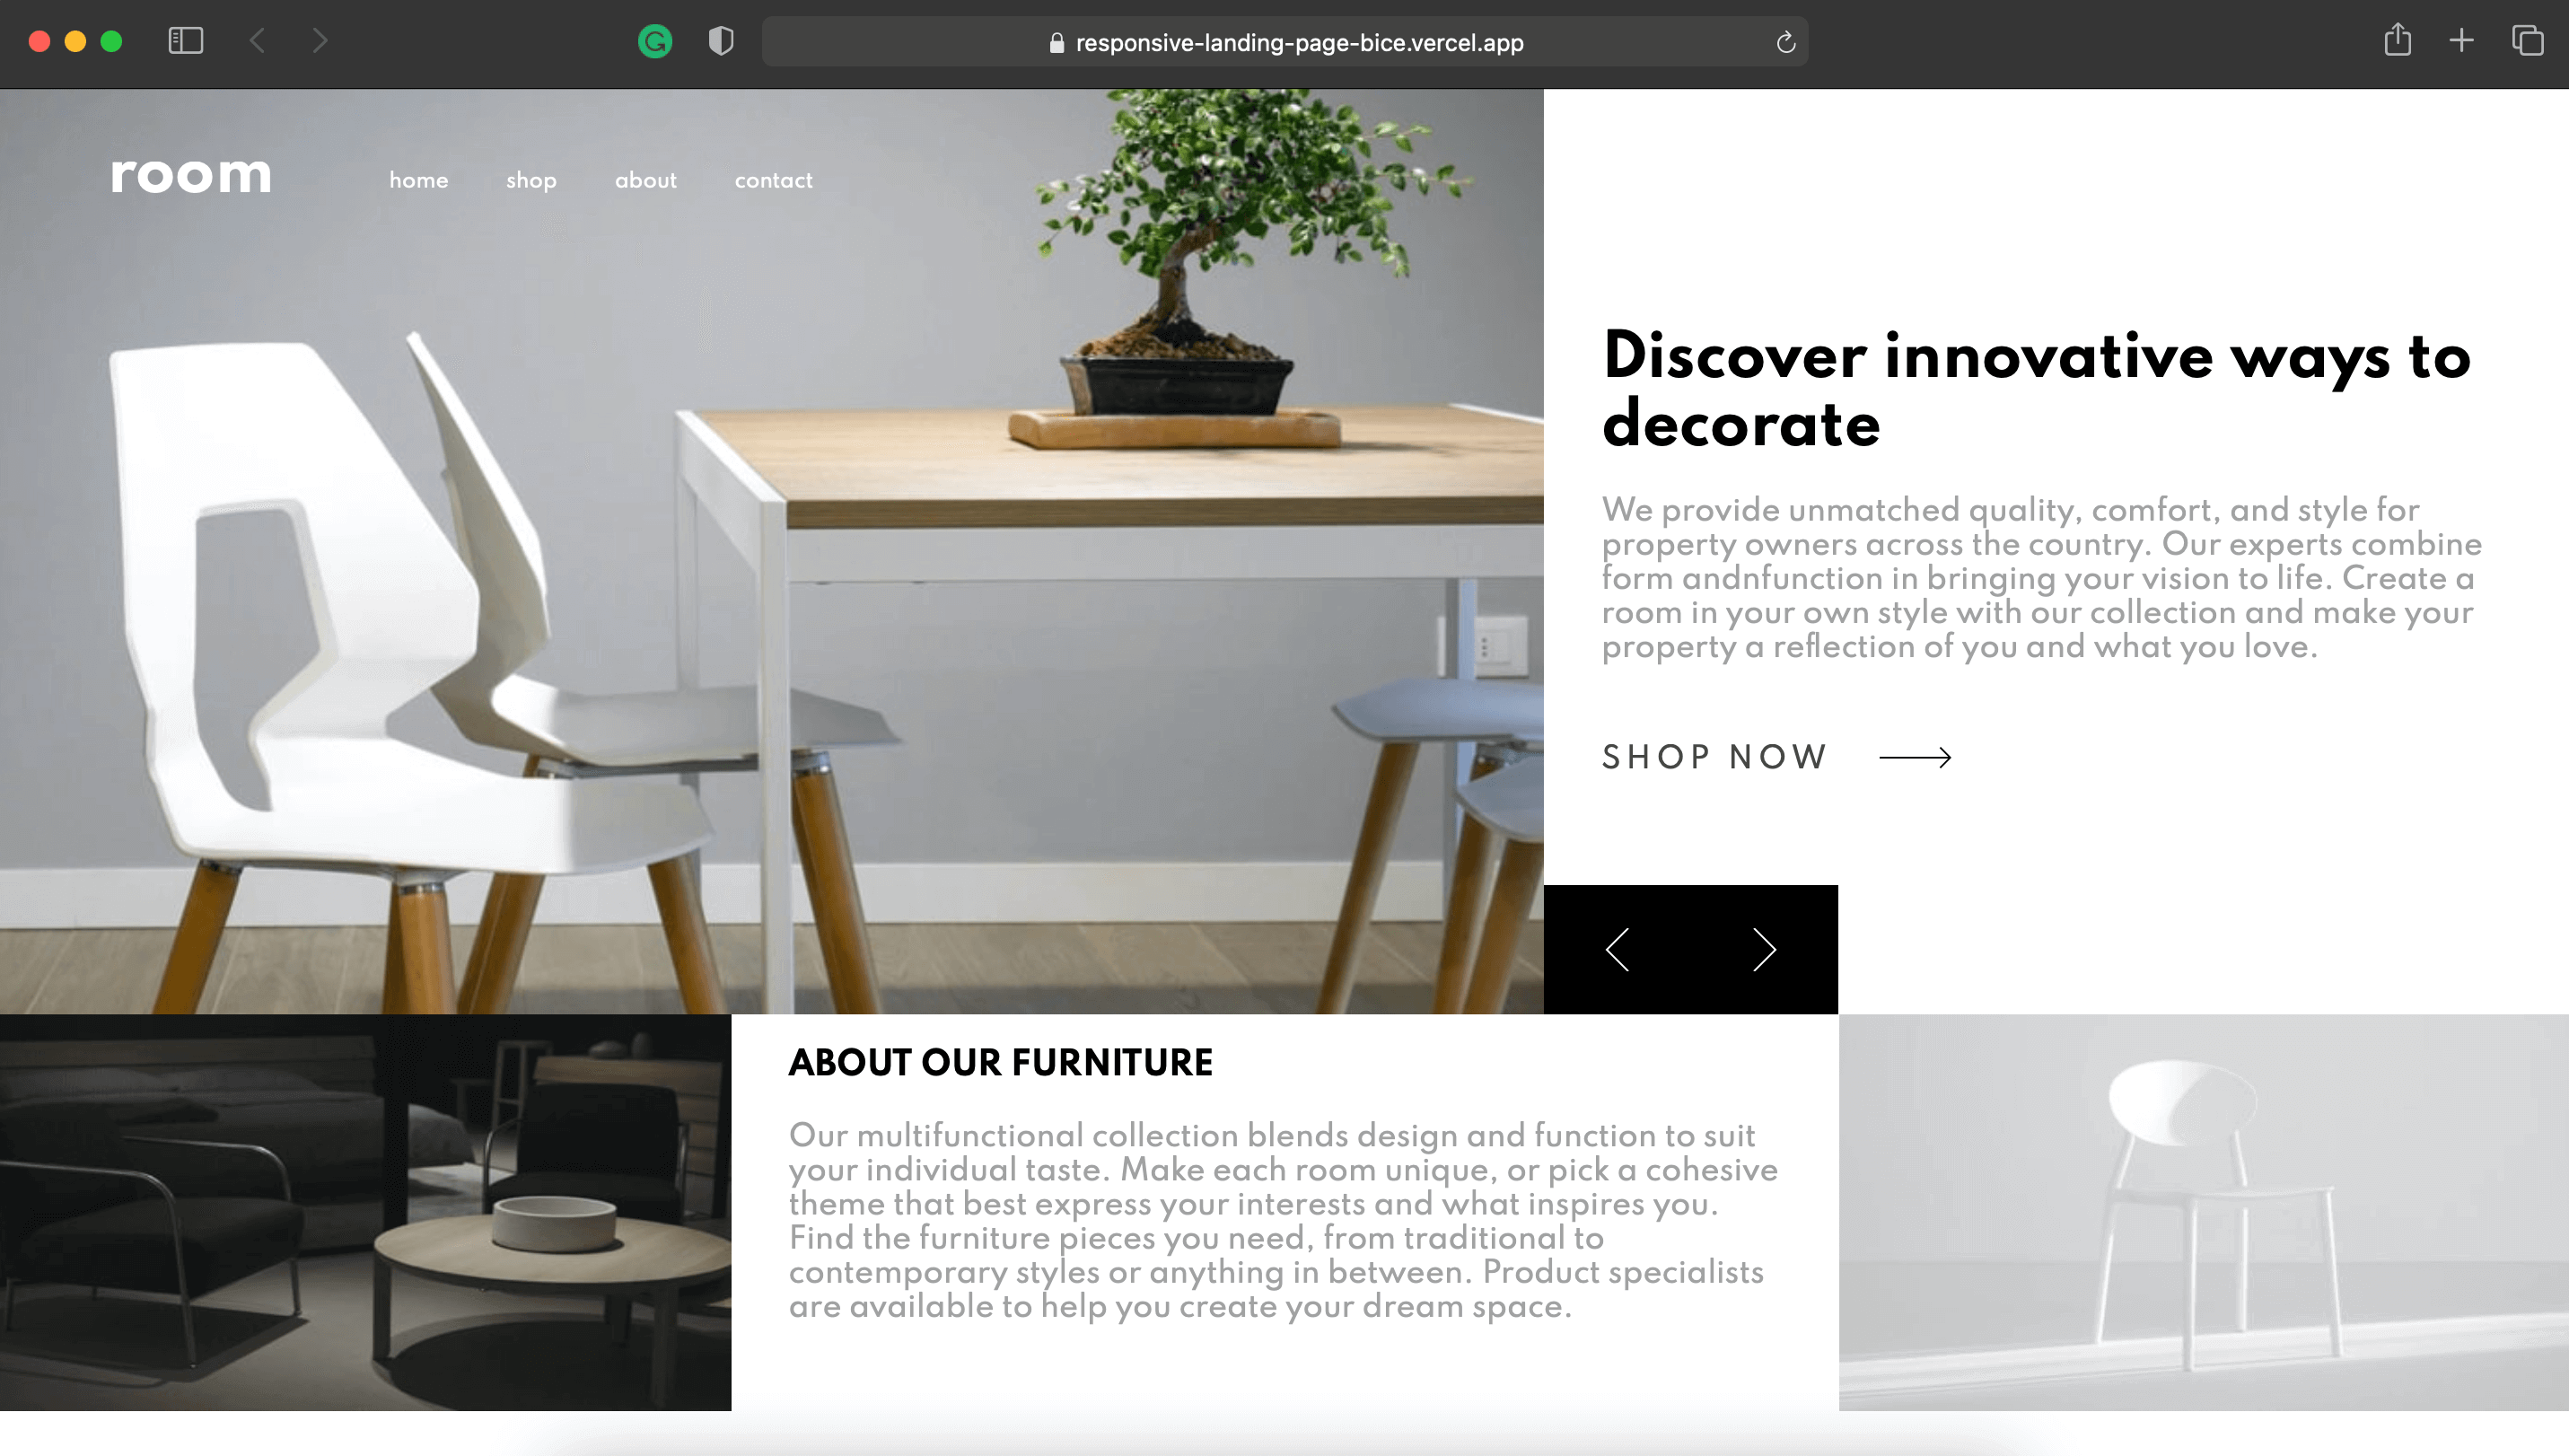 responsive-landing-page-bice.vercel.app
room
home shop about contact
Discover innovative ways to
decorate
We provide unmatched quality, comfort, and style for
property owners across the country. Our experts combine
form andnfunction in bringing your vision to life. Create a
room in your own style with our collection and make your
property a reflection of you and what you love.
SHOP NOW
ABOUT OUR FURNITURE
Our multifunctional collection blends design and function to suit
your individual taste. Make each room unique, or pick a cohesive
theme that best express your interests and what inspires you.
Find the furniture pieces you need, from traditional to
contemporary styles or anything in between. Product specialists
are available to help you create your dream space.